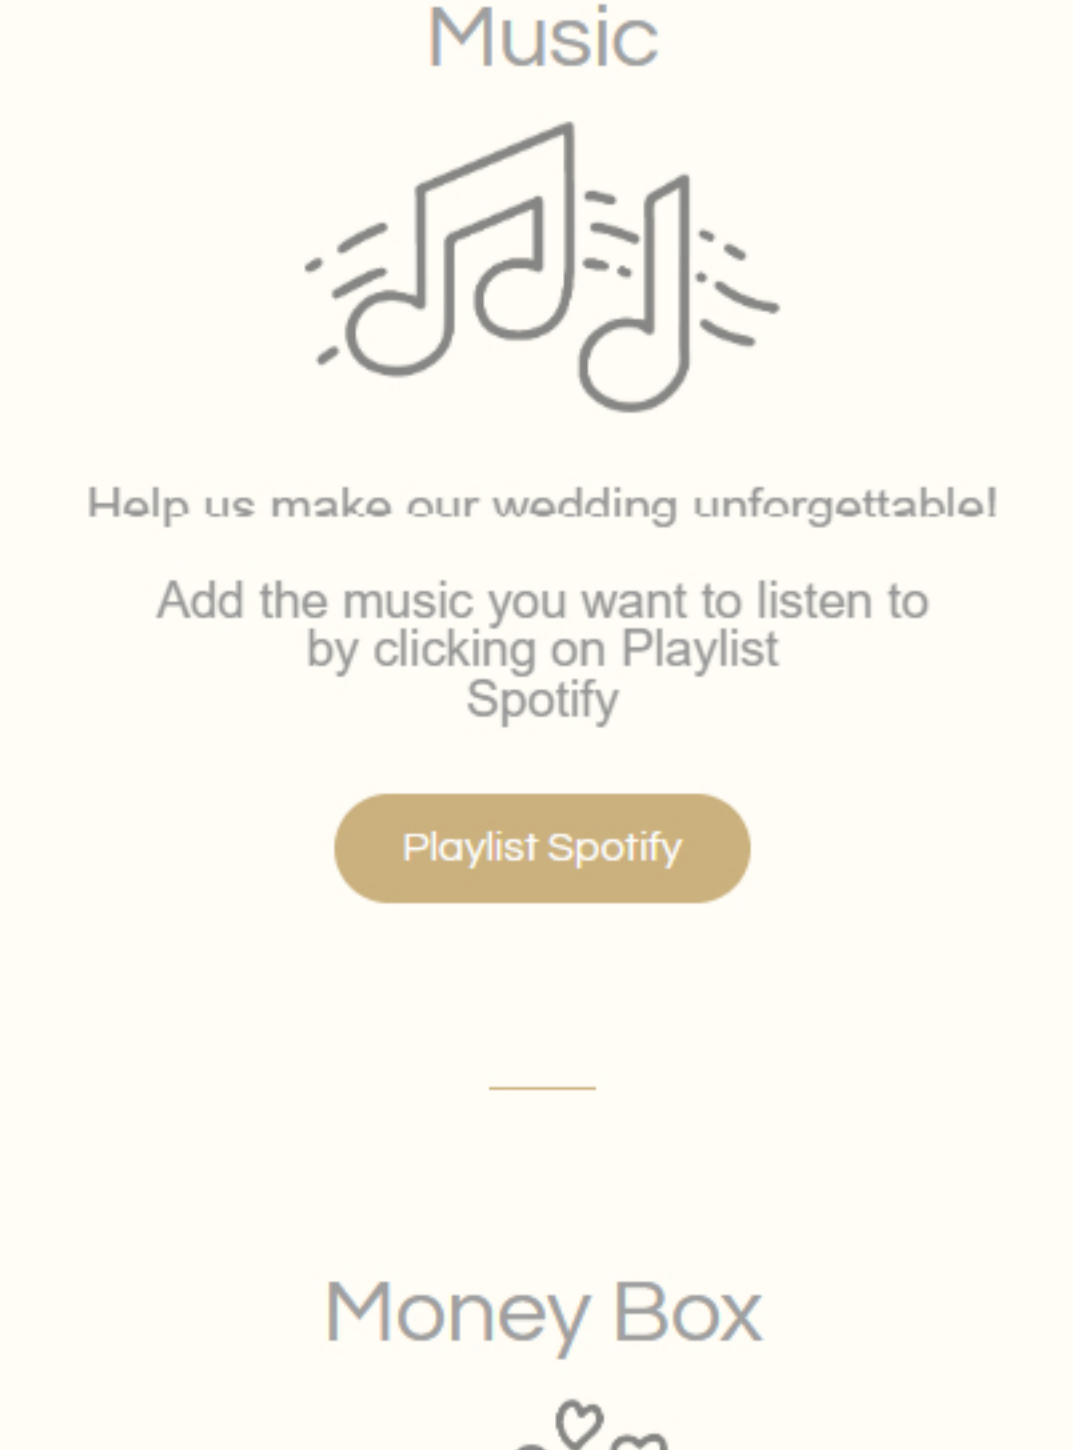 Music
Help us make our wedding unforgettable!
Add the music you want to listen to
by clicking on Playlist
Spotify
Playlist Spotify
Money Box